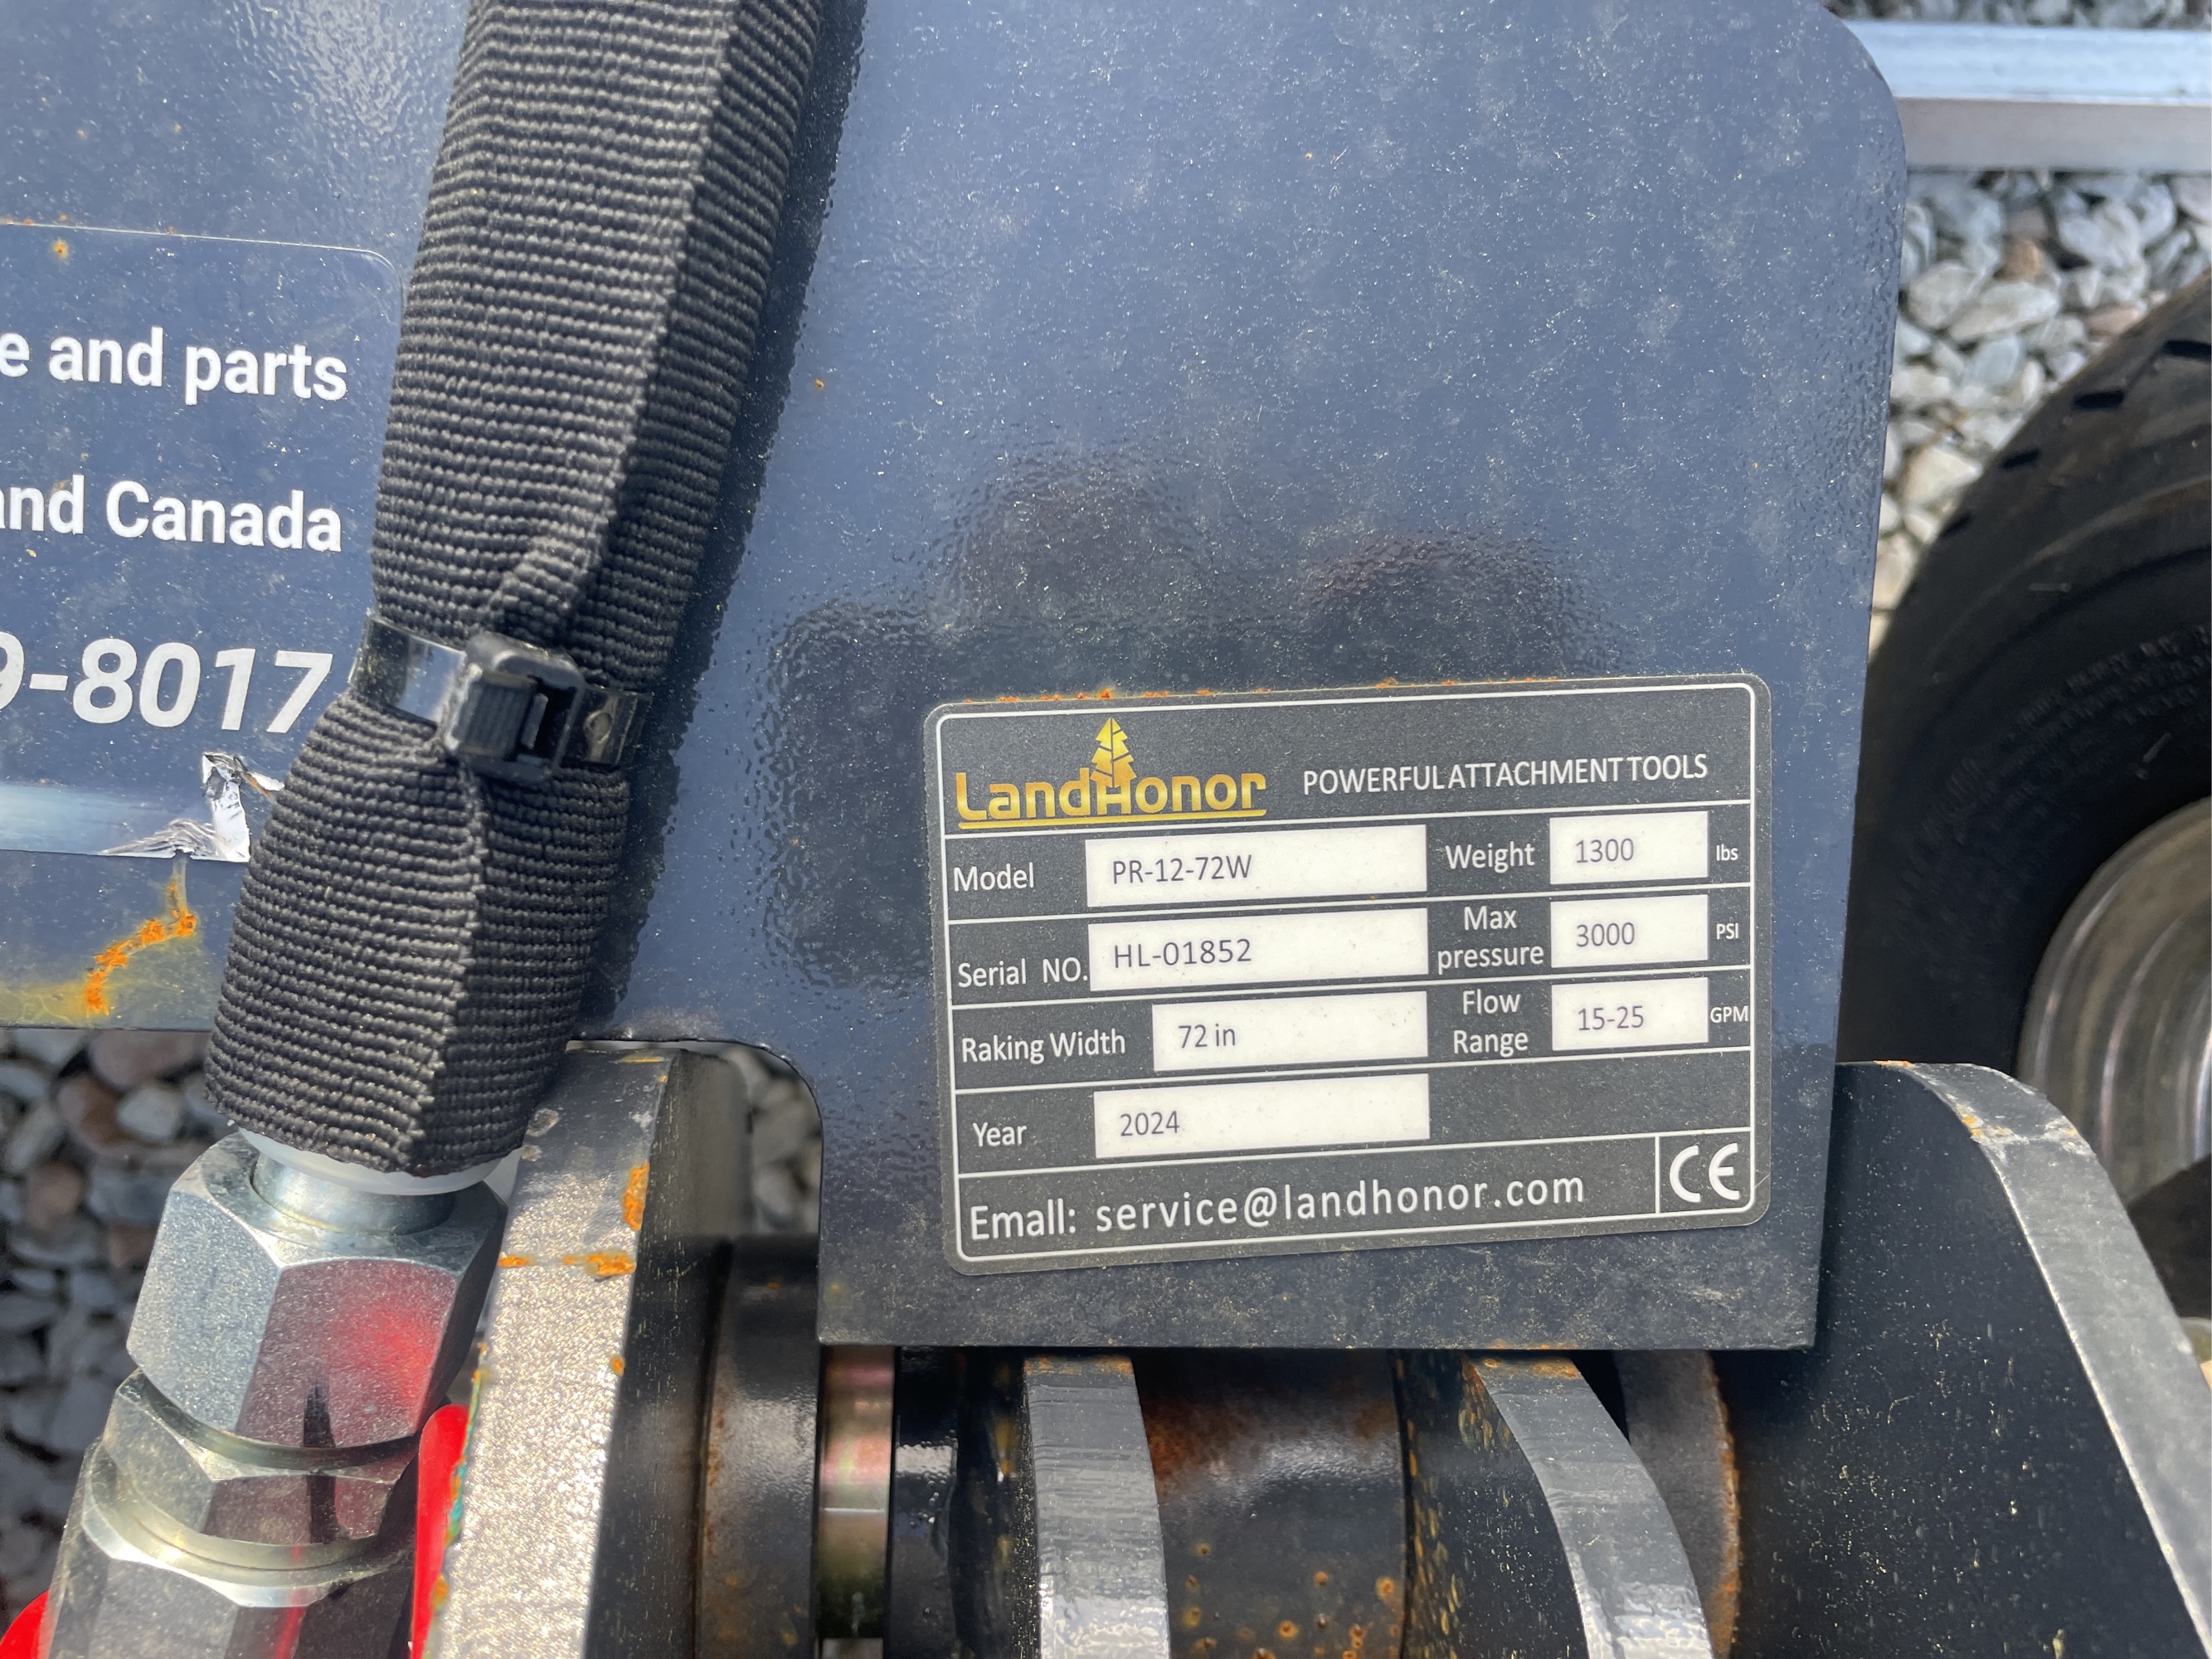 e and parts
and Canada
9-8017
LandHonor POWERFUL ATTACHMENT TOOLS
Model PR-12-72W Weight 1300 lbs
Serial NO. HL-01852 Max pressure 3000 PSI
Raking Width 72 in Flow Range 15-25 GPM
Year 2024
Emall: service@landhonor.com CE